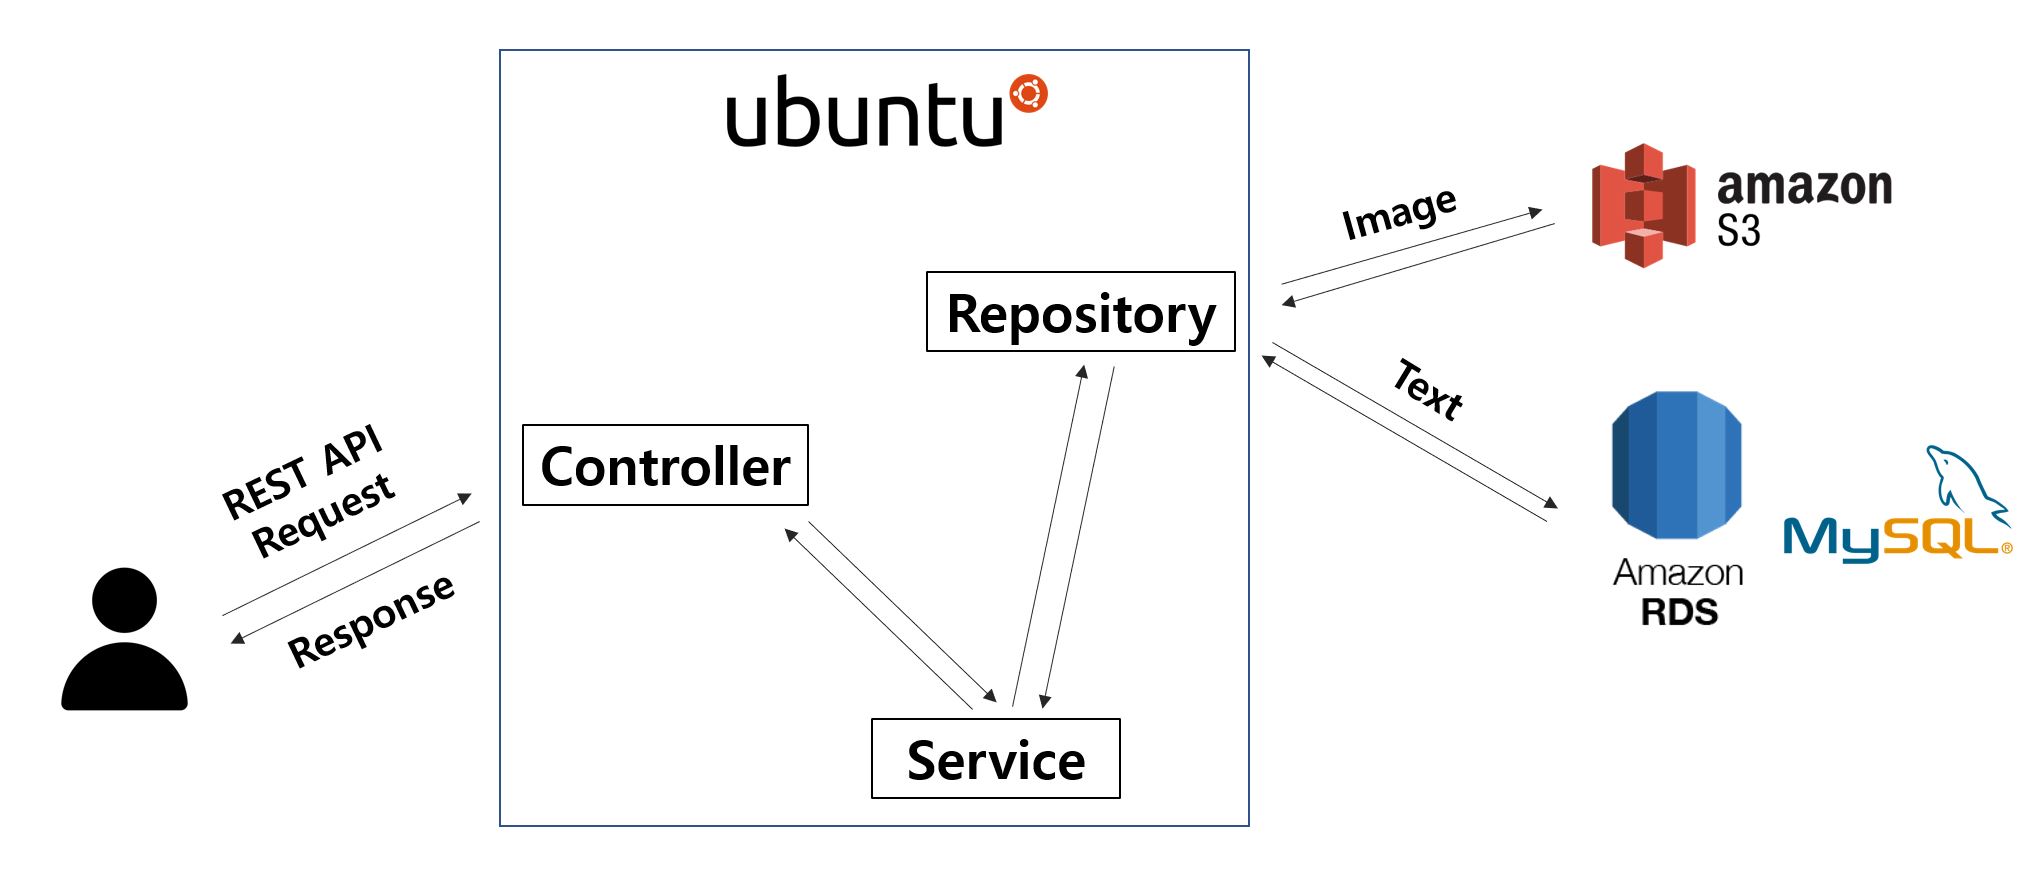 ubuntu
Image
amazon
S3
Repository
Text
REST API
Request
Controller
MySQL®
Response
Amazon
RDS
Service